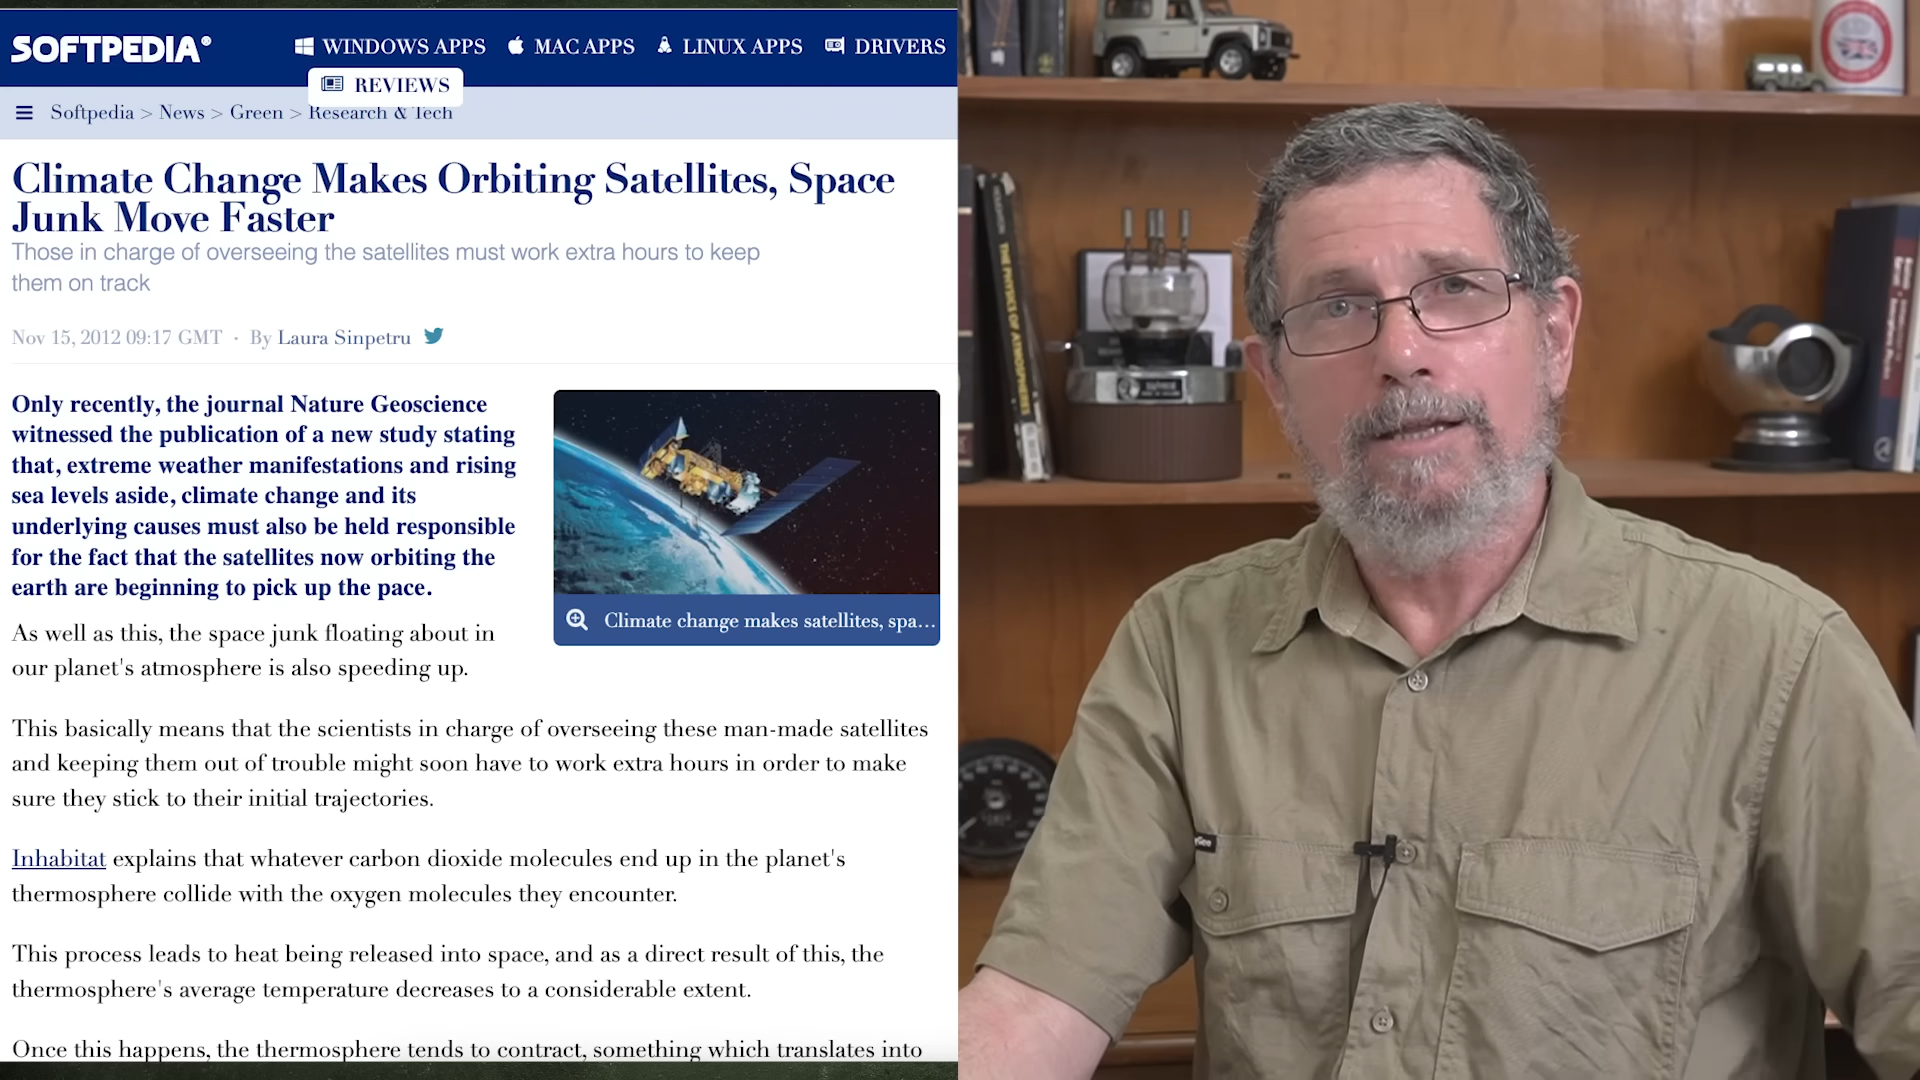 SOFTPEDIA®
WINDOWS APPS
MAC APPS
LINUX APPS
DRIVERS
REVIEWS
Softpedia > News > Green > Research & Tech
Climate Change Makes Orbiting Satellites, Space
Junk Move Faster
Those in charge of overseeing the satellites must work extra hours to keep
them on track
Nov 15, 2012 09:17 GMT · By Laura Sinpetru
Only recently, the journal Nature Geoscience
witnessed the publication of a new study stating
that, extreme weather manifestations and rising
sea levels aside, climate change and its
underlying causes must also be held responsible
for the fact that the satellites now orbiting the
earth are beginning to pick up the pace.
Climate change makes satellites, spa...
As well as this, the space junk floating about in
our planet's atmosphere is also speeding up.
This basically means that the scientists in charge of overseeing these man-made satellites
and keeping them out of trouble might soon have to work extra hours in order to make
sure they stick to their initial trajectories.
Inhabitat explains that whatever carbon dioxide molecules end up in the planet's
thermosphere collide with the oxygen molecules they encounter.
This process leads to heat being released into space, and as a direct result of this, the
thermosphere's average temperature decreases to a considerable extent.
Once this happens, the thermosphere tends to contract, something which translates into
THE PHYSICS OF ATMOSPHERES